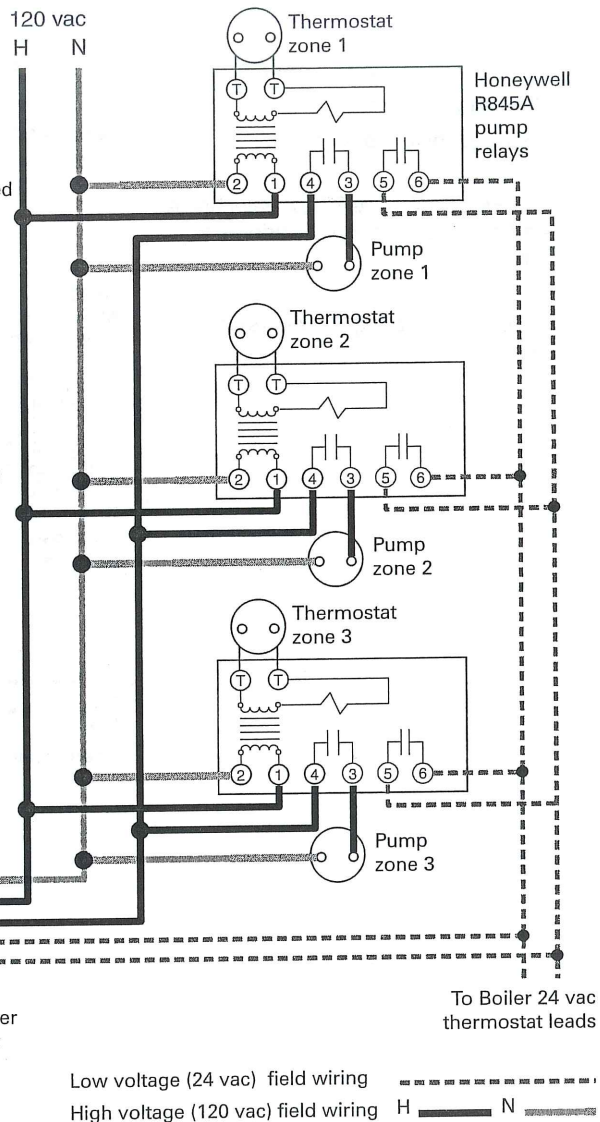 120 vac
H N
Thermostat
zone 1
Honeywell
R845A
pump
relays
T T
2 1 4 3 5 6
ed
Pump
zone 1
Thermostat
zone 2
T T
2 1 4 3 5 6
Pump
zone 2
Thermostat
zone 3
T T
2 1 4 3 5 6
Pump
zone 3
To Boiler 24 vac
thermostat leads
er
Low voltage (24 vac) field wiring
High voltage (120 vac) field wiring H N